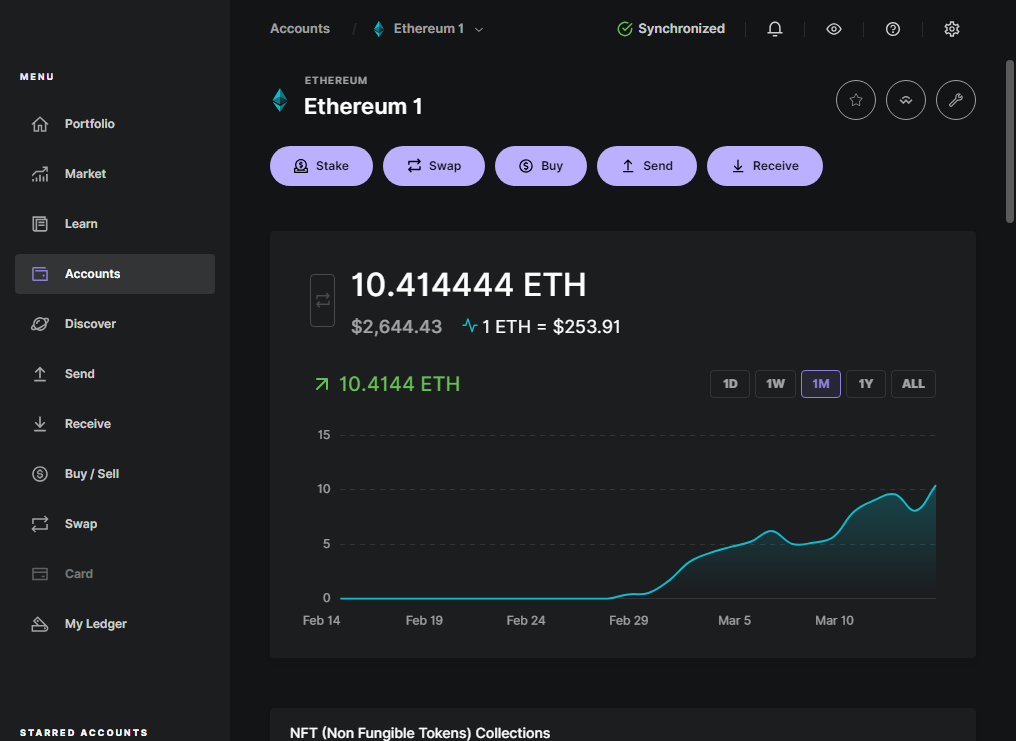 Accounts / Ethereum 1 Synchronized
MENU
Portfolio
Market
Learn
Accounts
Discover
Send
Receive
Buy / Sell
Swap
Card
My Ledger
STARRED ACCOUNTS
ETHEREUM
Ethereum 1
Stake Swap Buy Send Receive
10.414444 ETH
$2,644.43 1 ETH = $253.91
10.4144 ETH 1D 1W 1M 1Y ALL
15
10
5
0
Feb 14 Feb 19 Feb 24 Feb 29 Mar 5 Mar 10
NFT (Non Fungible Tokens) Collections